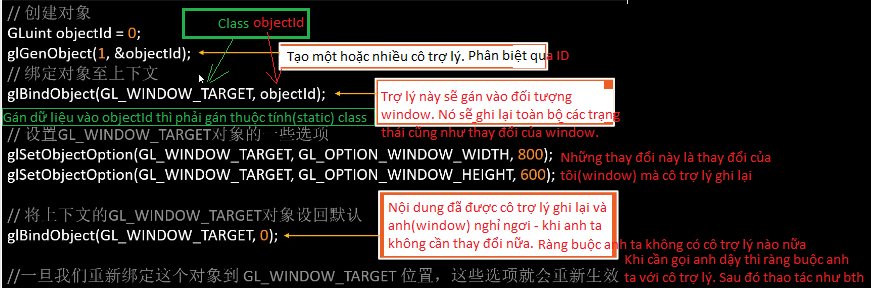 // 创建对象
Class objectId
GLuint objectId = 0;
glGenObject(1, &objectId);
Tạo một hoặc nhiều cô trợ lý. Phân biệt qua ID
// 绑定对象至上下文
glBindObject(GL_WINDOW_TARGET, objectId);
Trợ lý này sẽ gán vào đối tượng
window. Nó sẽ ghi lại toàn bộ các trạng
thái cũng như thay đổi của window.
Gán dữ liệu vào objectId thì phải gán thuộc tính(static) class
// 设置GL_WINDOW_TARGET对象的一些选项
glSetObjectOption(GL_WINDOW_TARGET, GL_OPTION_WINDOW_WIDTH, 800);
glSetObjectOption(GL_WINDOW_TARGET, GL_OPTION_WINDOW_HEIGHT, 600);
Những thay đổi này là thay đổi của
tôi(window) mà cô trợ lý ghi lại
// 将上下文的GL_WINDOW_TARGET对象设回默认
glBindObject(GL_WINDOW_TARGET, 0);
Nội dung đã được cô trợ lý ghi lại và
anh(window) nghỉ ngơi - khi anh ta
không cần thay đổi nữa. Ràng buộc anh ta không có cô trợ lý nào nữa
Khi cần gọi anh dậy thì ràng buộc anh
ta với cô trợ lý. Sau đó thao tác như bth
//一旦我们重新绑定这个对象到 GL_WINDOW_TARGET 位置，这些选项就会重新生效